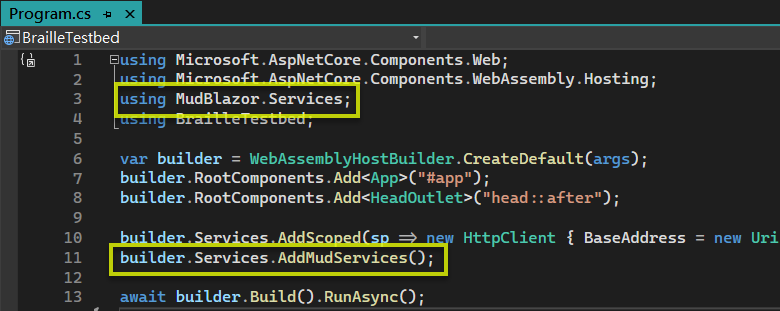 Program.cs
BrailleTestbed
1 using Microsoft.AspNetCore.Components.Web;
2 using Microsoft.AspNetCore.Components.WebAssembly.Hosting;
3 using MudBlazor.Services;
4 using BrailleTestbed;
5
6 var builder = WebAssemblyHostBuilder.CreateDefault(args);
7 builder.RootComponents.Add<App>("#app");
8 builder.RootComponents.Add<HeadOutlet>("head::after");
9
10 builder.Services.AddScoped(sp => new HttpClient { BaseAddress = new Uri
11 builder.Services.AddMudServices();
12
13 await builder.Build().RunAsync();